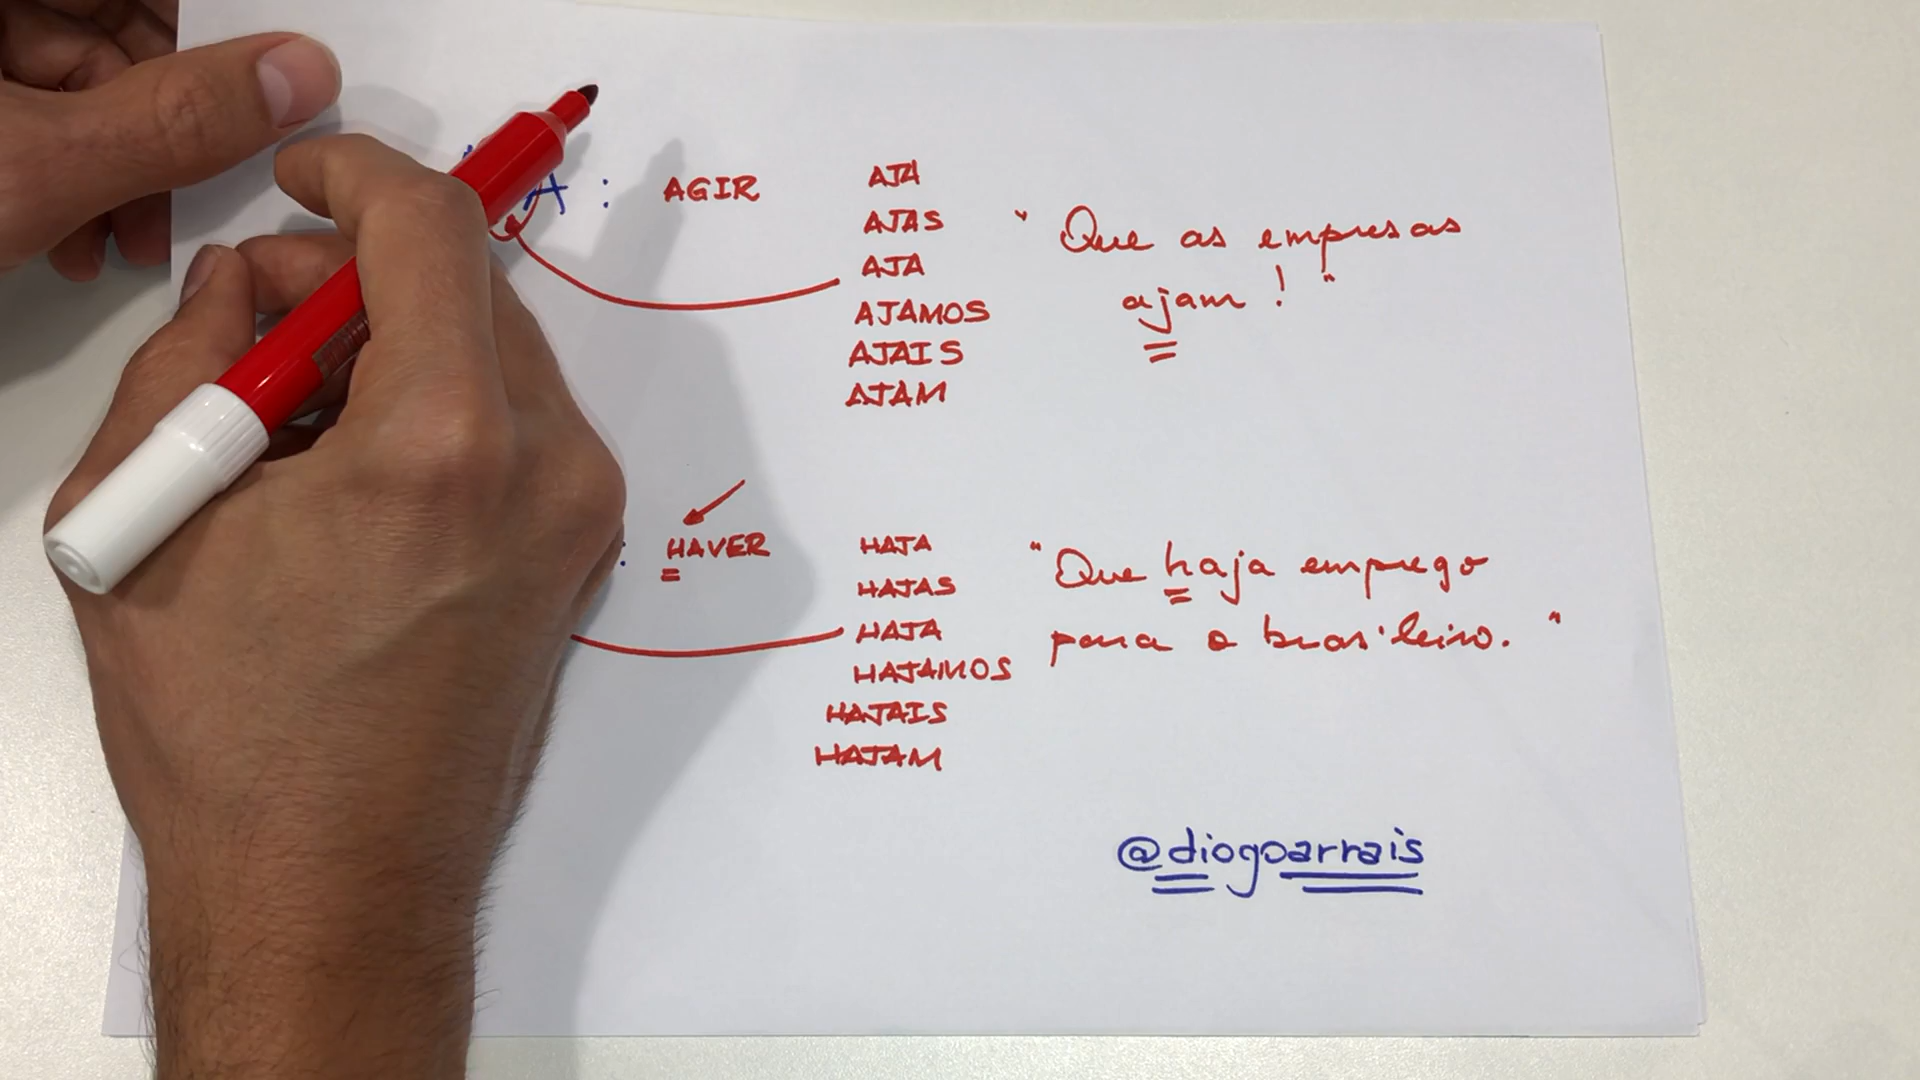 A : AGIR
AJA
AJAS
AJA
AJAMOS
AJAIS
AJAM
" Que as empresas
ajam ! "
: HAVER
HAJA
HAJAS
HAJA
HAJAMOS
HAJAIS
HAJAM
" Que haja emprego
para o brasileiro. "
@diogoarrais